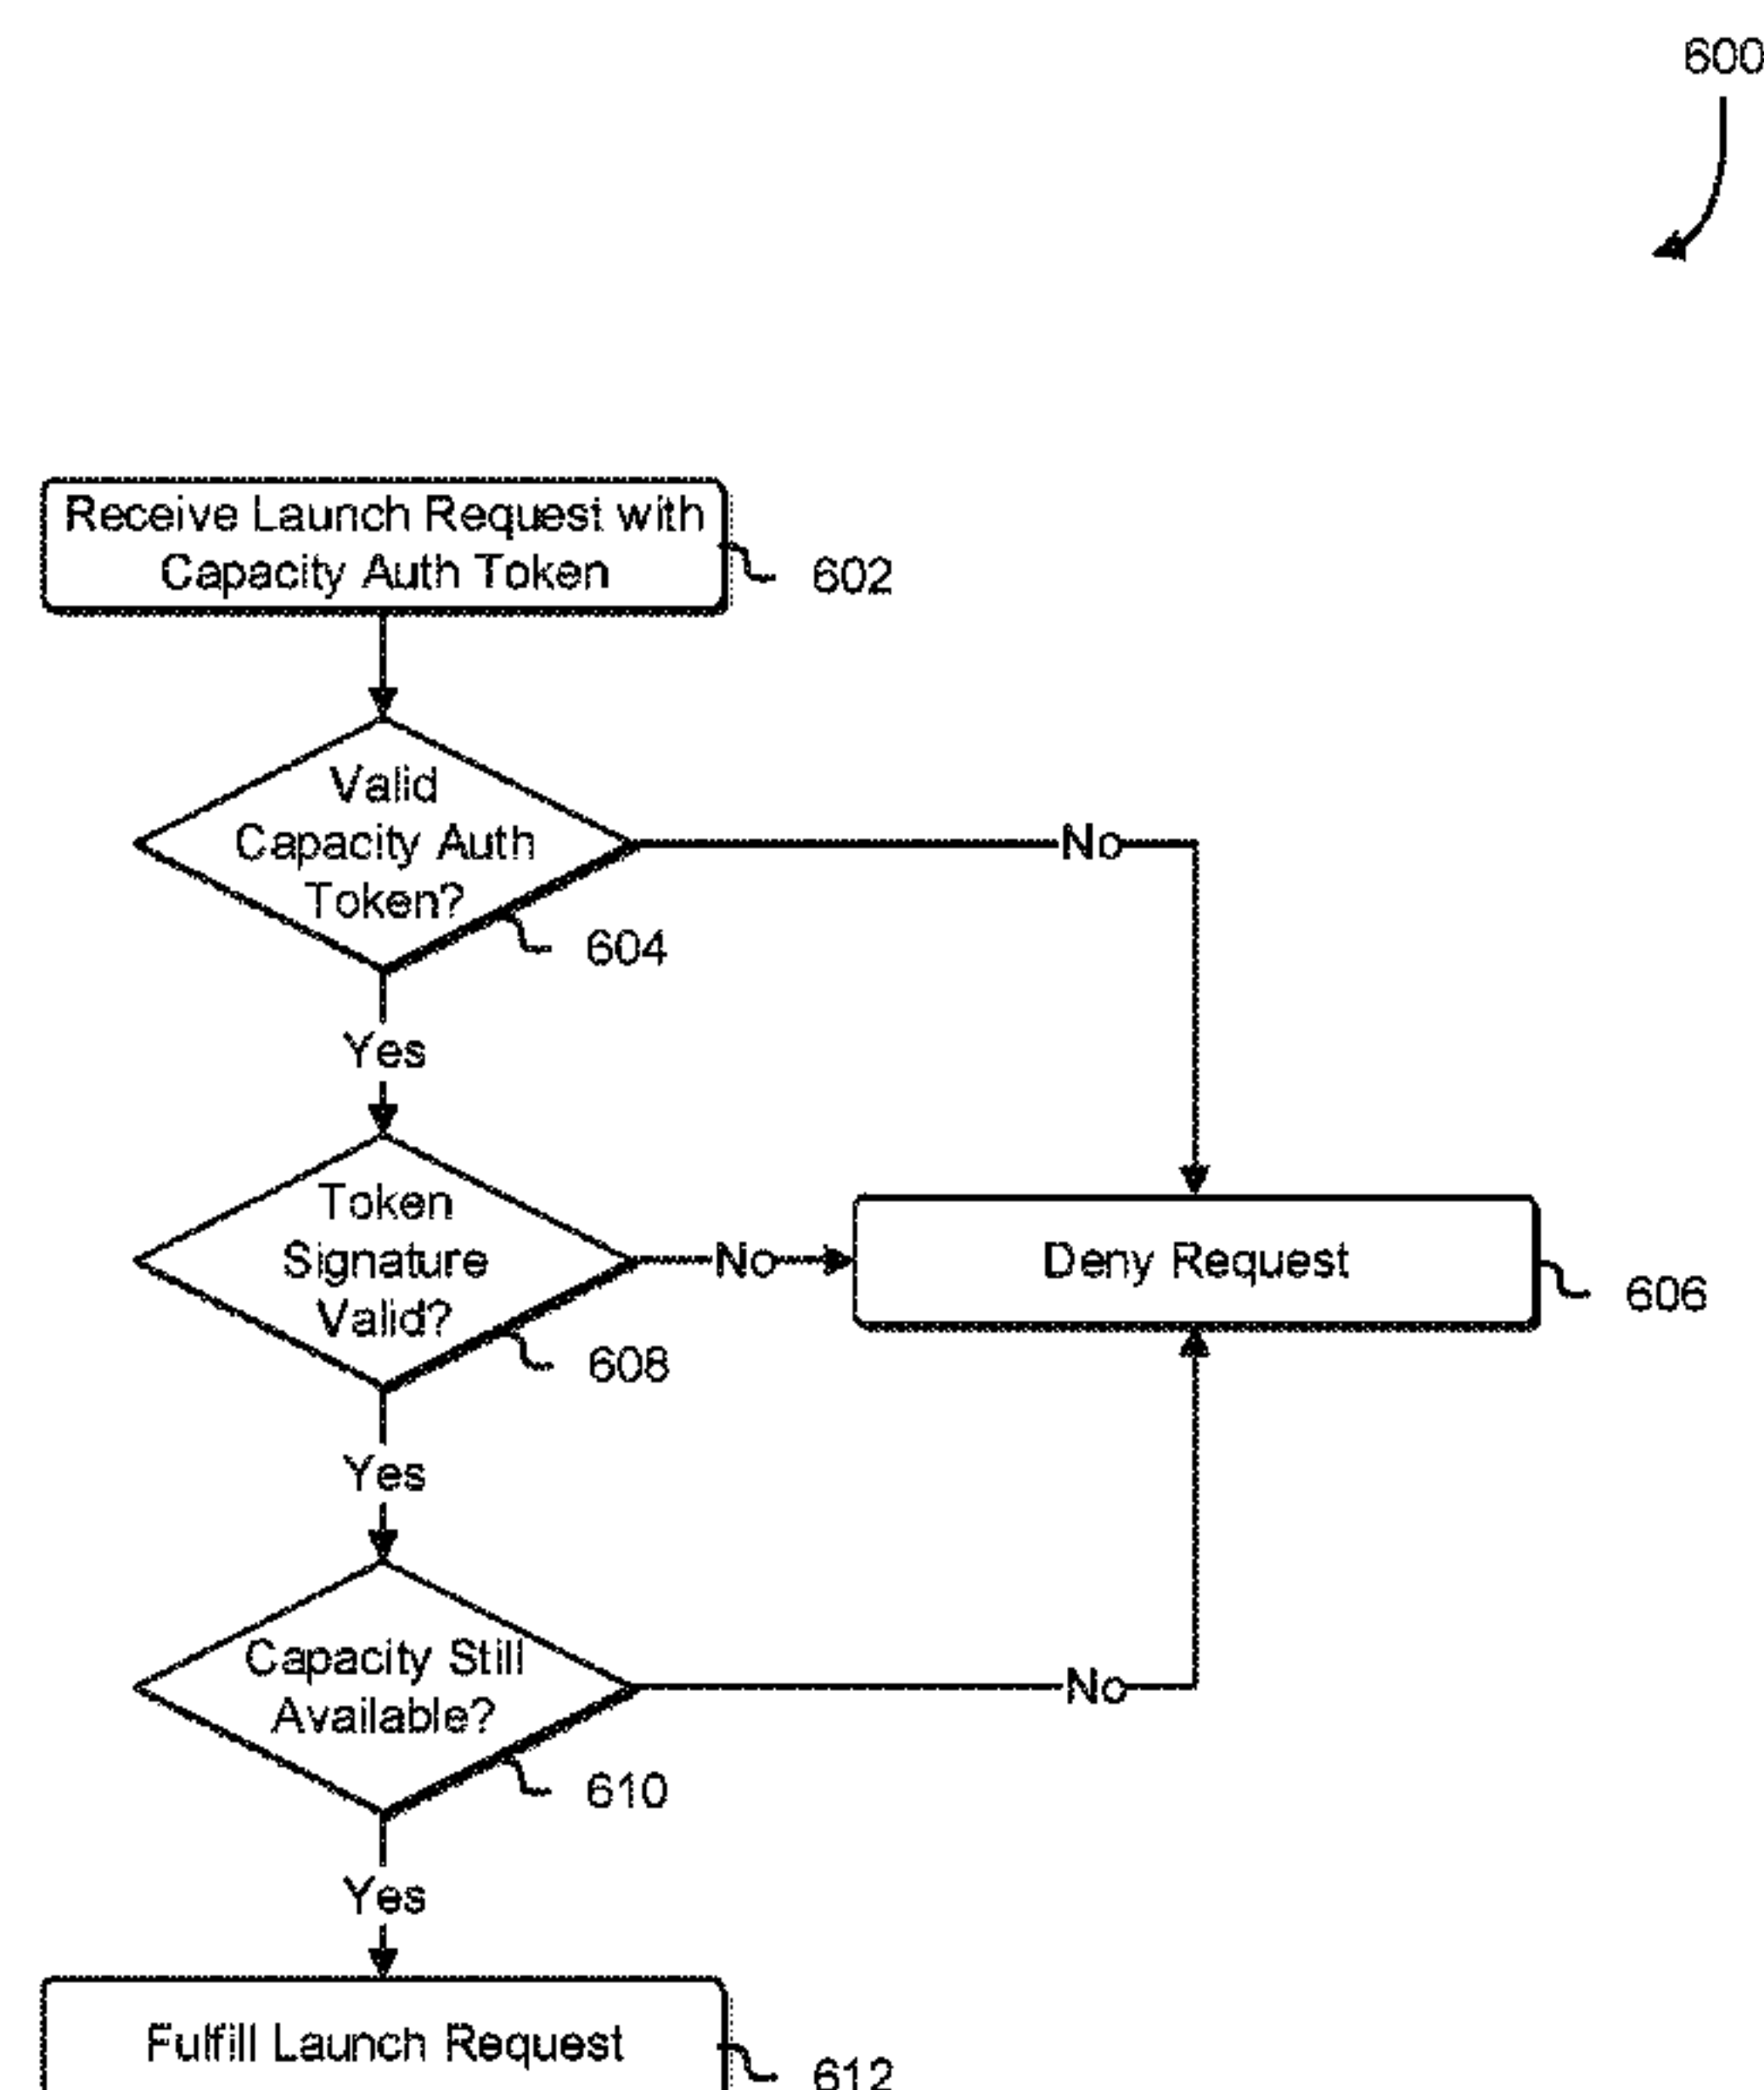 600
Receive Launch Request with
Capacity Auth Token
602
Valid
Capacity Auth
Token?
No
604
Yes
Token
Signature
Valid?
No
Deny Request
606
608
Yes
Capacity Still
Available?
No
610
Yes
Fulfill Launch Request
612